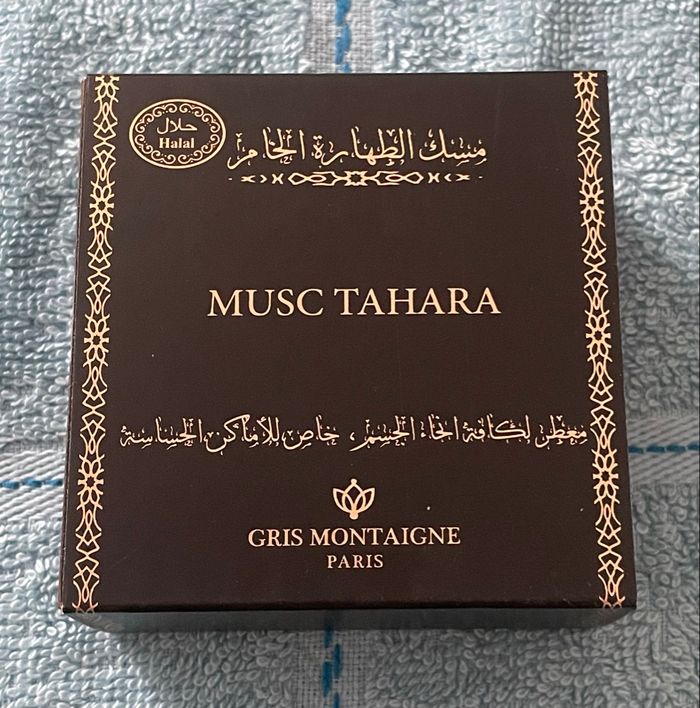 حلال
Halal
مسك الطهارة الخام
MUSC TAHARA
معطر لكافة انحاء الجسم، خاص للأماكن الحساسة
GRIS MONTAIGNE
PARIS